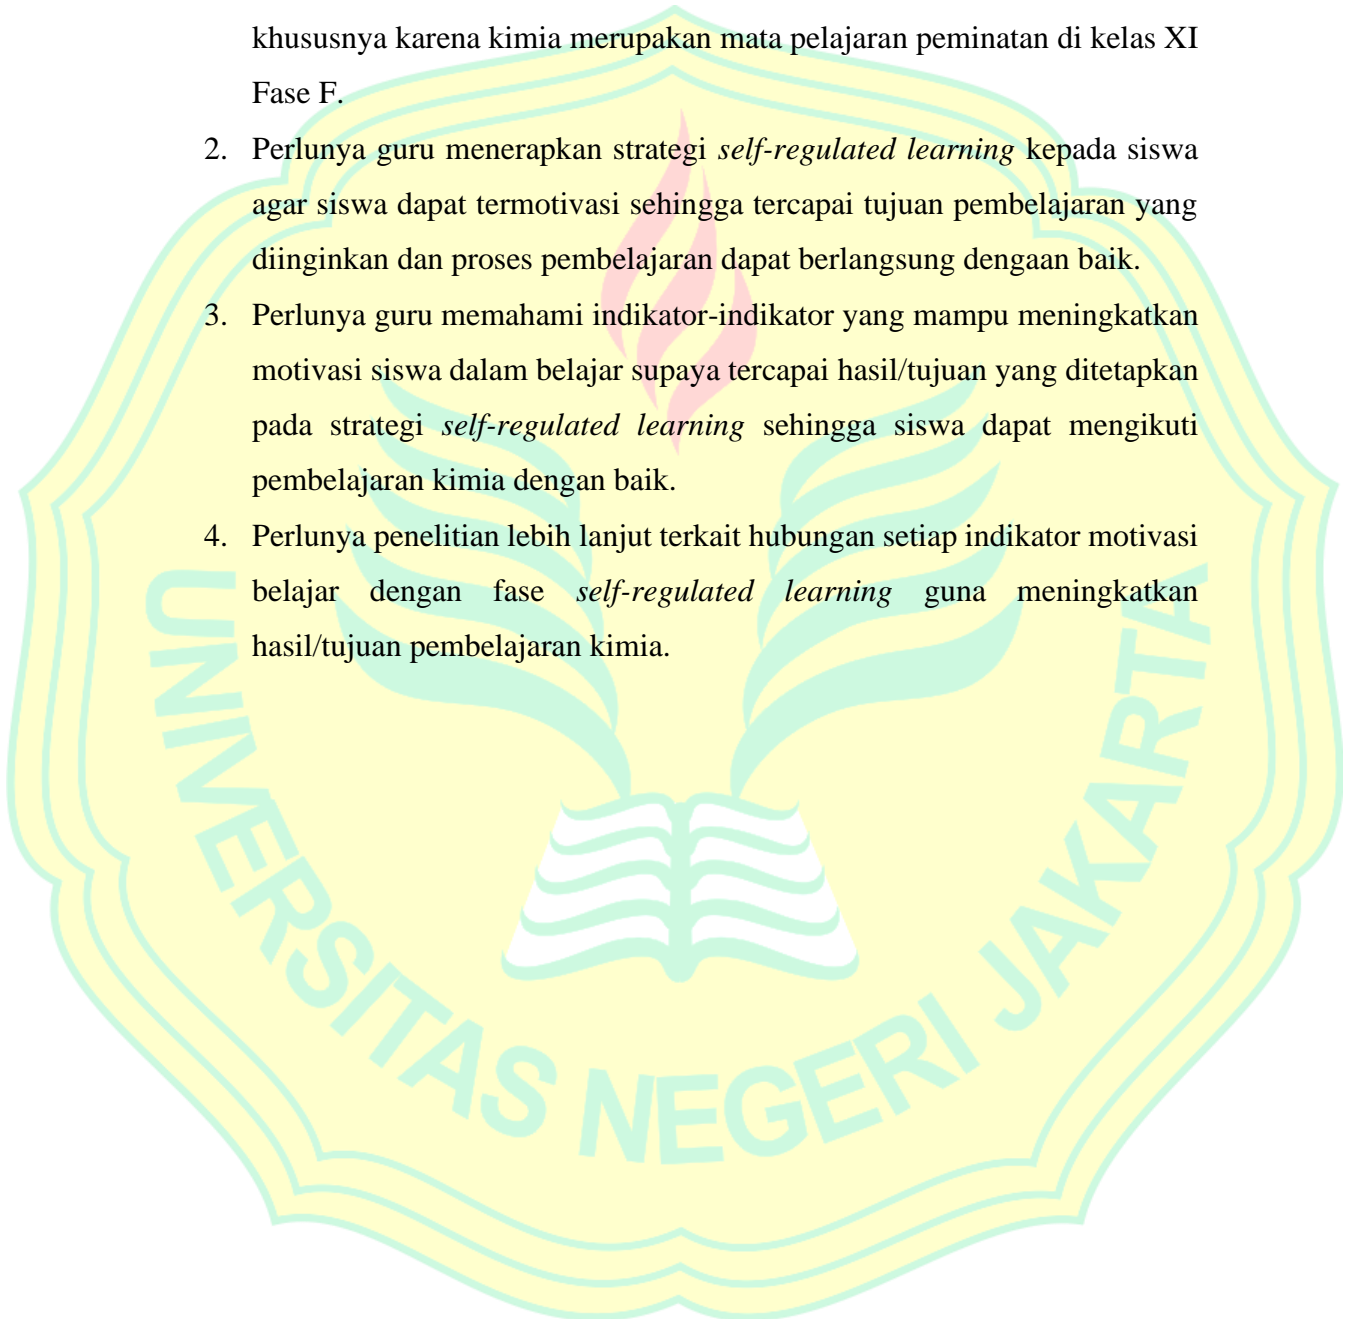 khususnya karena kimia merupakan mata pelajaran peminatan di kelas XI
Fase F.
2. Perlunya guru menerapkan strategi self-regulated learning kepada siswa
agar siswa dapat termotivasi sehingga tercapai tujuan pembelajaran yang
diinginkan dan proses pembelajaran dapat berlangsung dengaan baik.
3. Perlunya guru memahami indikator-indikator yang mampu meningkatkan
motivasi siswa dalam belajar supaya tercapai hasil/tujuan yang ditetapkan
pada strategi self-regulated learning sehingga siswa dapat mengikuti
pembelajaran kimia dengan baik.
4. Perlunya penelitian lebih lanjut terkait hubungan setiap indikator motivasi
belajar dengan fase self-regulated learning guna meningkatkan
hasil/tujuan pembelajaran kimia.
UNIVERSITAS NEGERI JAKARTA